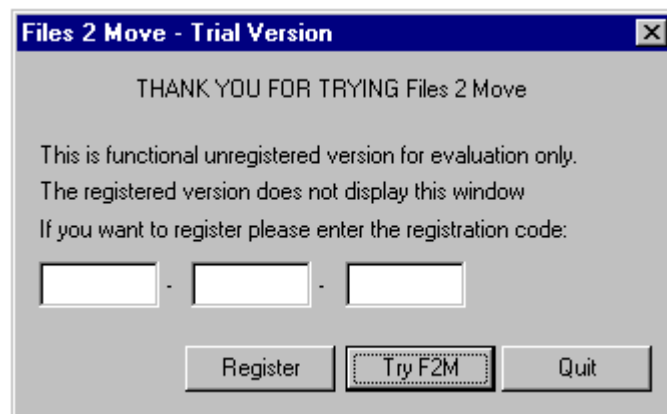 Files 2 Move - Trial Version
THANK YOU FOR TRYING Files 2 Move
This is functional unregistered version for evaluation only.
The registered version does not display this window
If you want to register please enter the registration code:
- -
Register Try F2M Quit